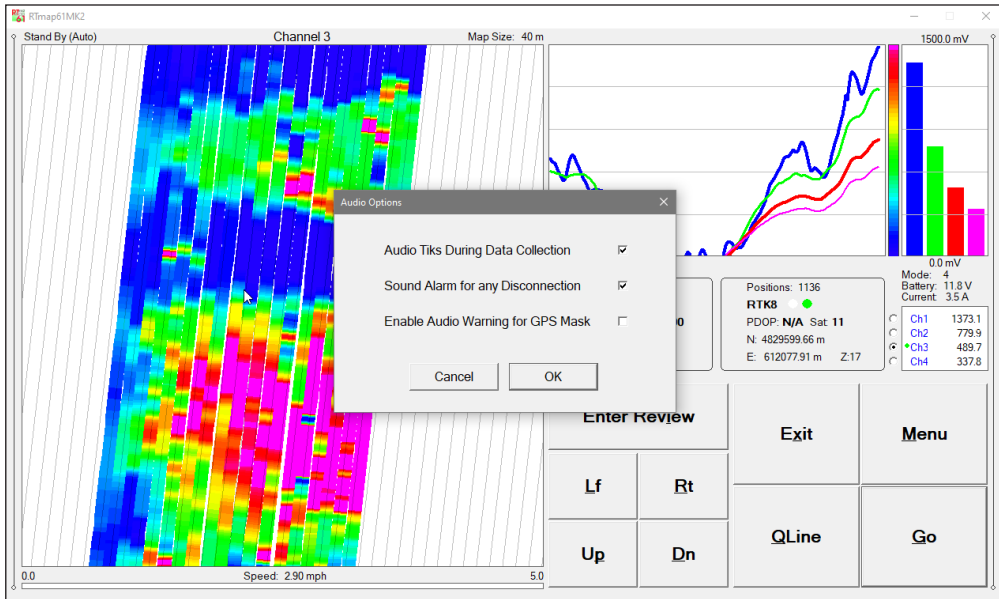 RTmap61MK2
Stand By (Auto) Channel 3 Map Size: 40 m
1500.0 mV
Audio Options
Audio Tiks During Data Collection
Sound Alarm for any Disconnection
Enable Audio Warning for GPS Mask
Cancel OK
0.0 mV
Mode: 4
Battery: 11.8 V
Current: 3.5 A
Positions: 1136
RTK8
PDOP: N/A Sat: 11
N: 4829599.66 m
E: 612077.91 m Z:17
Ch1 1373.1
Ch2 779.9
Ch3 489.7
Ch4 337.8
Enter Review
Exit
Menu
Lf
Rt
Up
Dn
QLine
Go
0.0 Speed: 2.90 mph 5.0